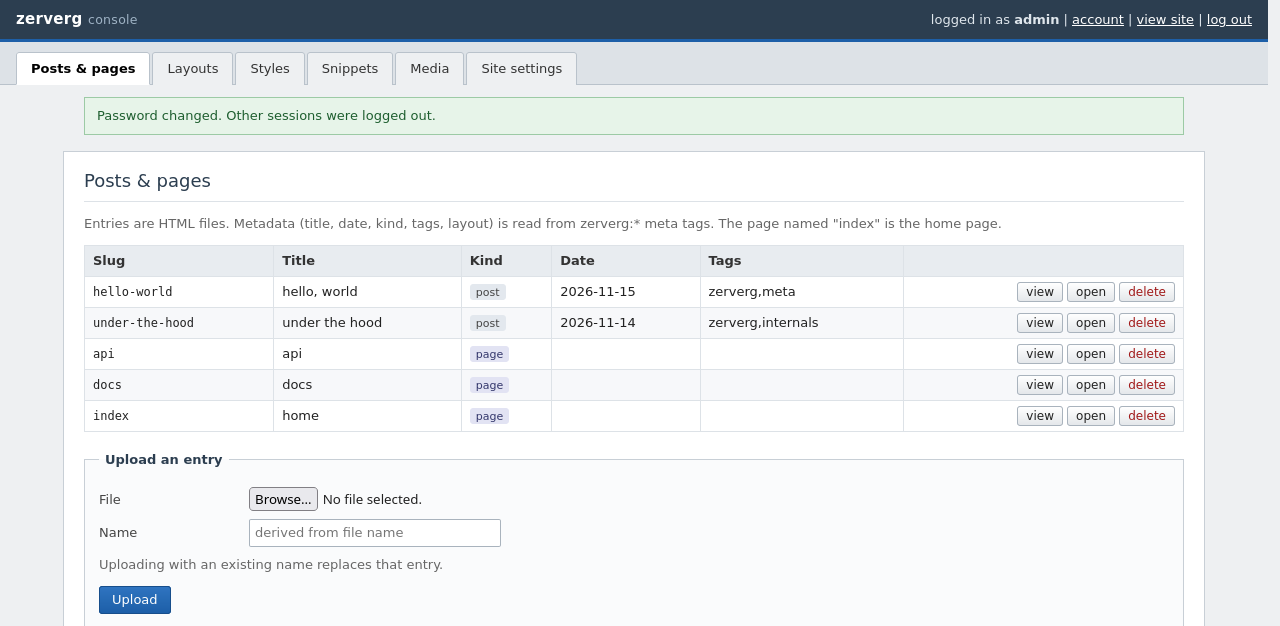 zerverg console
logged in as admin | account | view site | log out
Posts & pages Layouts Styles Snippets Media Site settings
Password changed. Other sessions were logged out.
Posts & pages
Entries are HTML files. Metadata (title, date, kind, tags, layout) is read from zerverg:* meta tags. The page named "index" is the home page.
Slug Title Kind Date Tags
hello-world hello, world post 2026-11-15 zerverg,meta view open delete
under-the-hood under the hood post 2026-11-14 zerverg,internals view open delete
api api page view open delete
docs docs page view open delete
index home page view open delete
Upload an entry
File Browse... No file selected.
Name derived from file name
Uploading with an existing name replaces that entry.
Upload